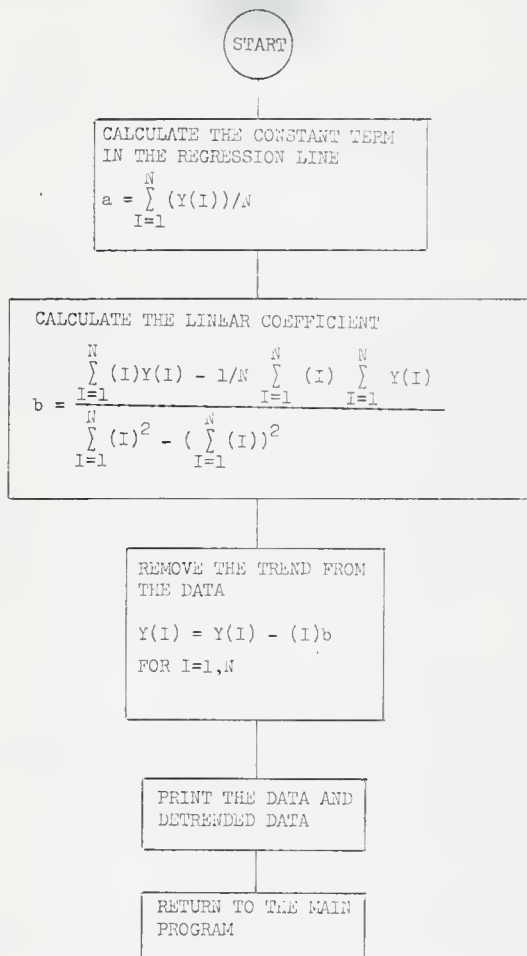 START
CALCULATE THE CONSTANT TERM
IN THE REGRESSION LINE
N
a = ∑ (Y(I))/N
I=1
CALCULATE THE LINEAR COEFFICIENT
N N N
∑ (I)Y(I) - 1/N ∑ (I) ∑ Y(I)
I=1 I=1 I=1
b =
N N
∑ (I)² - ( ∑ (I))²
I=1 I=1
REMOVE THE TREND FROM
THE DATA
Y(I) = Y(I) - (I)b
FOR I=1,N
PRINT THE DATA AND
DETRENDED DATA
RETURN TO THE MAIN
PROGRAM